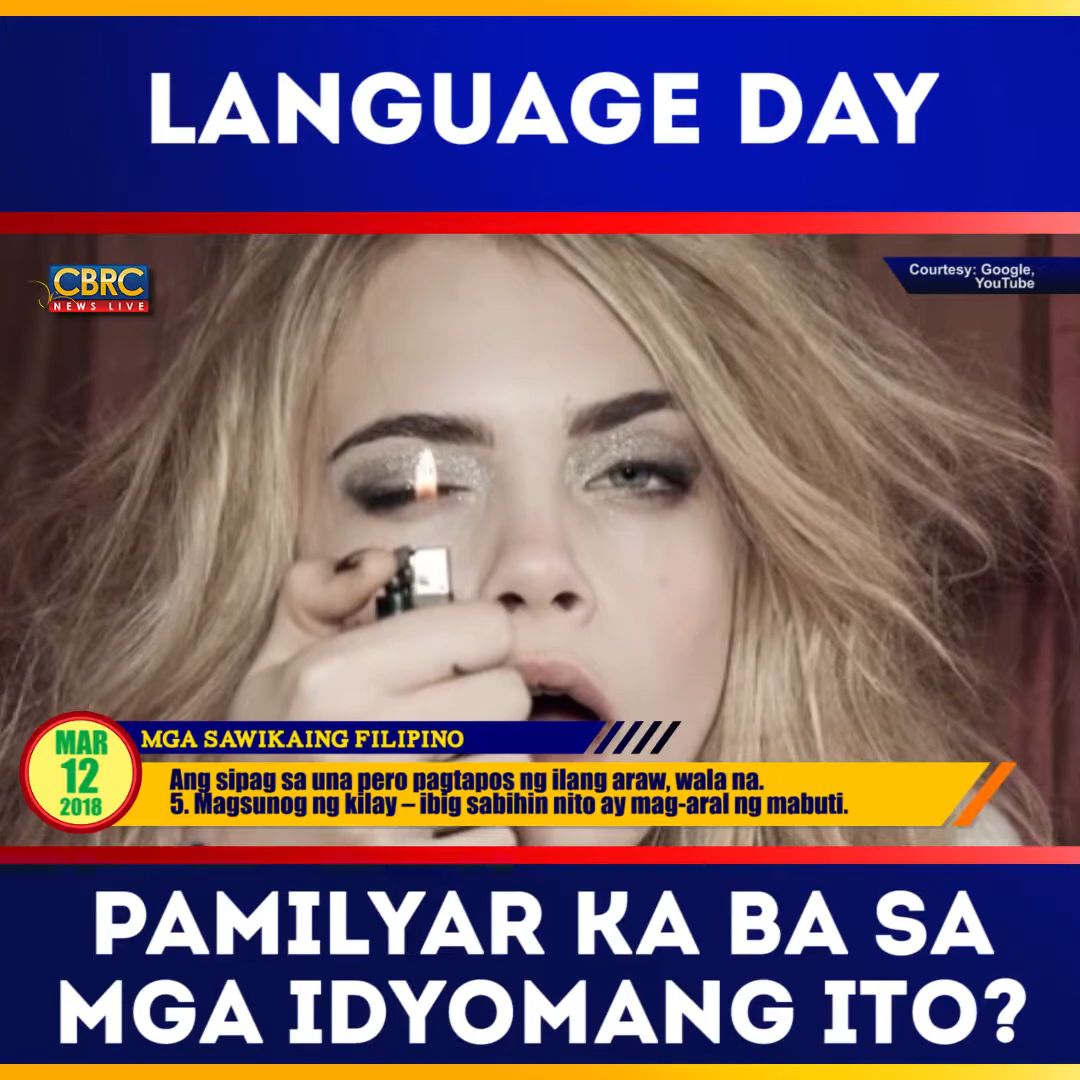 LANGUAGE DAY
CBRC
NEWS LIVE
Courtesy: Google,
YouTube
MAR
12
2018
MGA SAWIKAING FILIPINO
Ang sipag sa una pero pagtapos ng ilang araw, wala na.
5. Magsunog ng kilay – ibig sabihin nito ay mag-aral ng mabuti.
PAMILYAR KA BA SA
MGA IDYOMANG ITO?